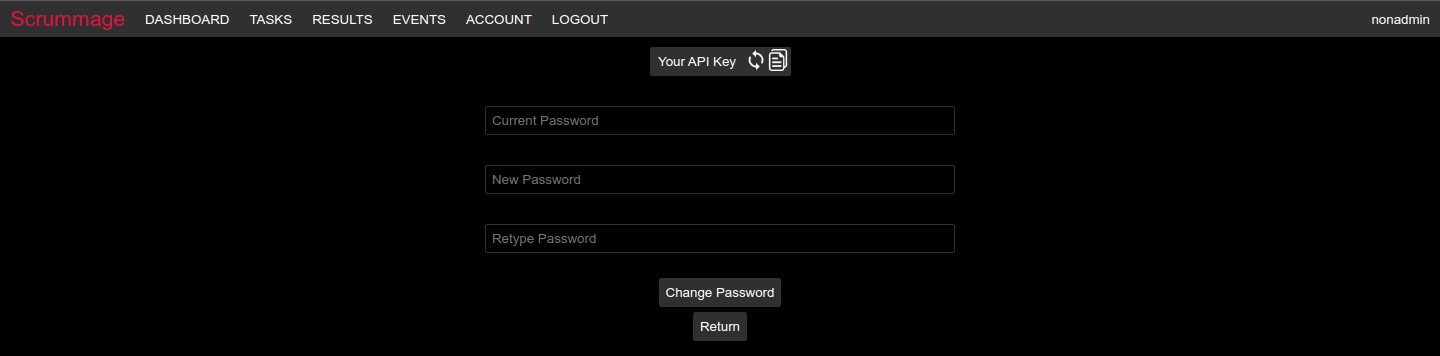 Scrummage DASHBOARD TASKS RESULTS EVENTS ACCOUNT LOGOUT nonadmin
Your API Key
Current Password
New Password
Retype Password
Change Password
Return